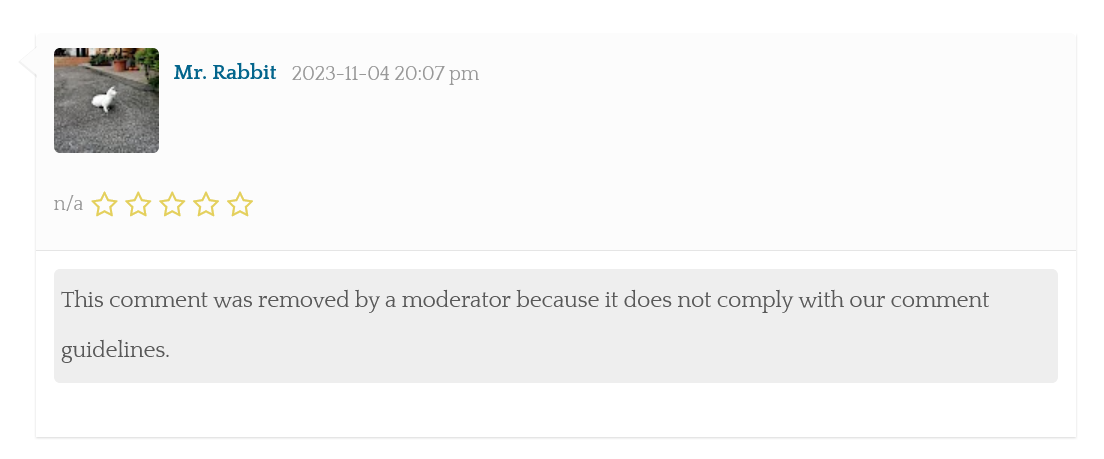 Mr. Rabbit 2023-11-04 20:07 pm
n/a
This comment was removed by a moderator because it does not comply with our comment
guidelines.